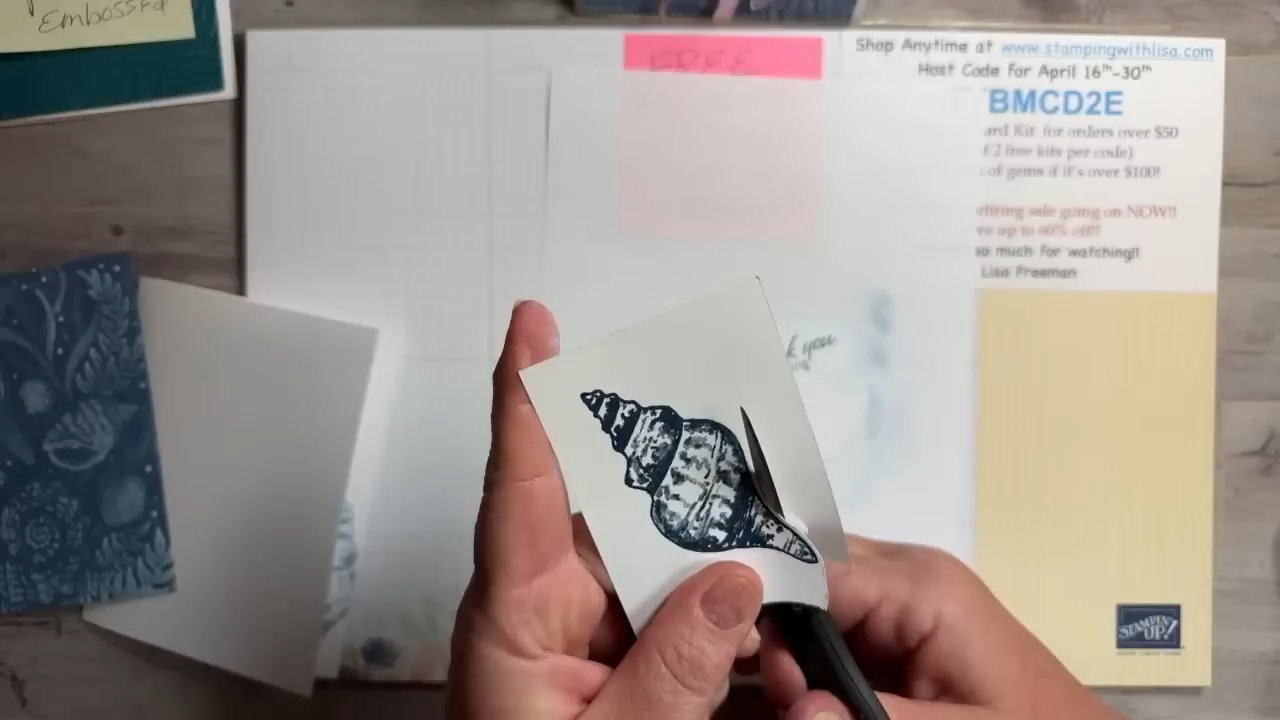 Embossed
FREE
Shop Anytime at www.stampingwithlisa.com
Host Code for April 16th-30th
BMCD2E
ard Kit for orders over $50
f 2 free kits per code)
of gems if it's over $100!
etiring sale going on NOW!!
ve up to 60% off!!
so much for watching!!
Lisa Freeman
k you
STAMPIN' UP!